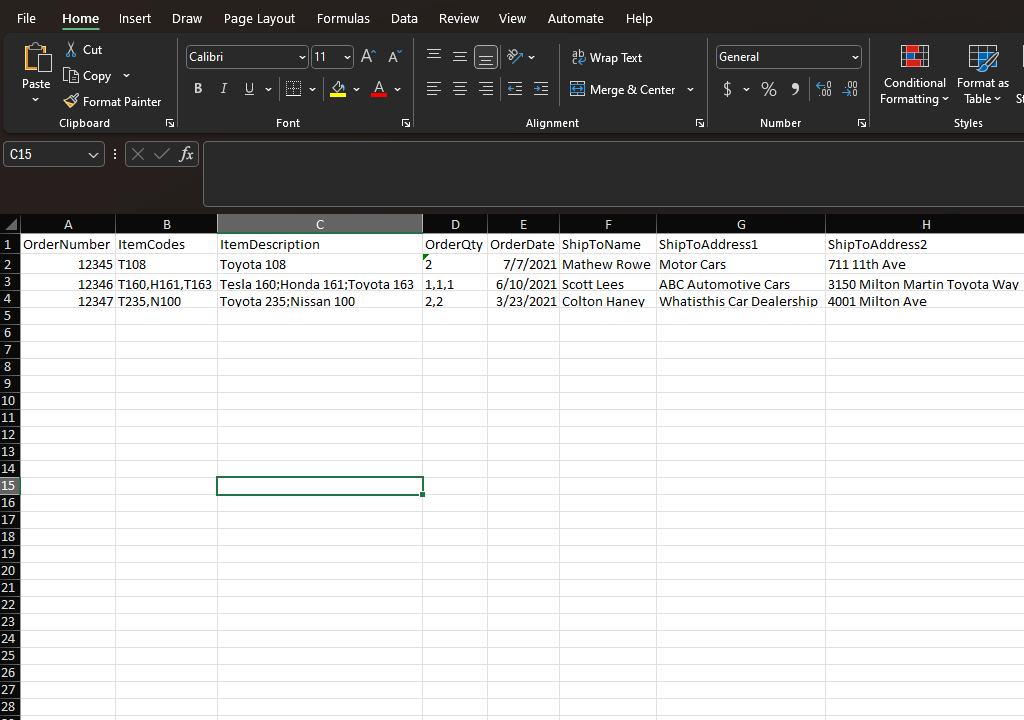 File Home Insert Draw Page Layout Formulas Data Review View Automate Help
Paste Cut Copy Format Painter Clipboard
Calibri 11 A A B I U A Font
ab Wrap Text Merge & Center Alignment
General $ % 9 .00 Number
Conditional Formatting Format as Table St Styles
C15 fx
A B C D E F G H
1 OrderNumber ItemCodes ItemDescription OrderQty OrderDate ShipToName ShipToAddress1 ShipToAddress2
2 12345 T108 Toyota 108 2 7/7/2021 Mathew Rowe Motor Cars 711 11th Ave
3 12346 T160,H161,T163 Tesla 160;Honda 161;Toyota 163 1,1,1 6/10/2021 Scott Lees ABC Automotive Cars 3150 Milton Martin Toyota Way
4 12347 T235,N100 Toyota 235;Nissan 100 2,2 3/23/2021 Colton Haney Whatisthis Car Dealership 4001 Milton Ave
5
6
7
8
9
10
11
12
13
14
15
16
17
18
19
20
21
22
23
24
25
26
27
28